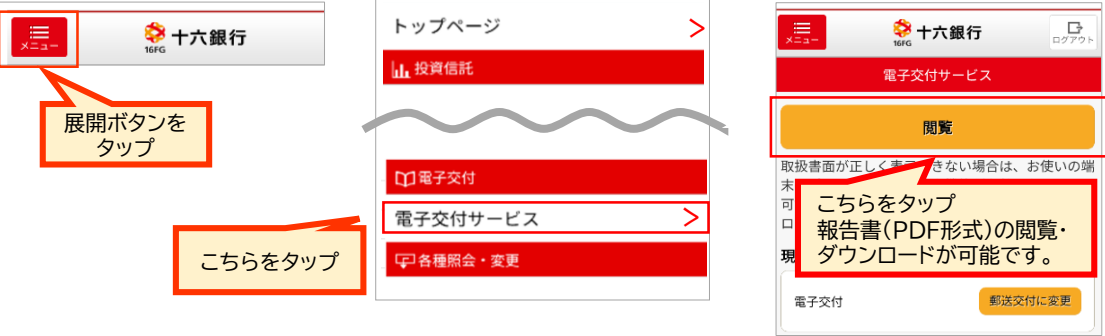 メニュー
16FG
十六銀行
展開ボタンを
タップ
トップページ
投資信託
電子交付
電子交付サービス
各種照会・変更
こちらをタップ
メニュー
16FG
十六銀行
ログアウト
電子交付サービス
閲覧
取扱書面が正しく表示できない場合は、お使いの端
末
可
ロ
こちらをタップ
報告書(PDF形式)の閲覧・
ダウンロードが可能です。
現
電子交付
郵送交付に変更